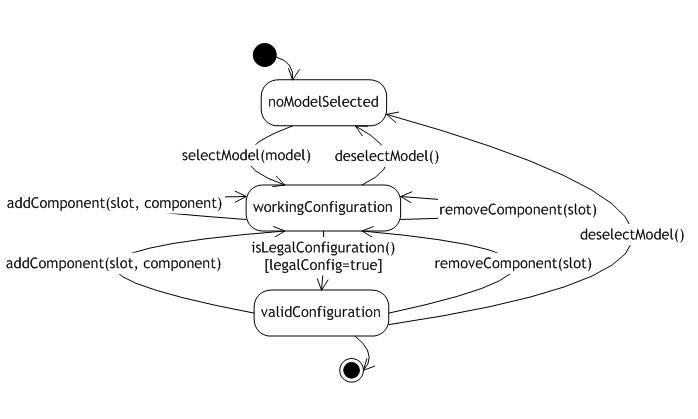 noModelSelected
selectModel(model)
deselectModel()
addComponent(slot, component)
workingConfiguration
removeComponent(slot)
deselectModel()
isLegalConfiguration()
[legalConfig=true]
addComponent(slot, component)
removeComponent(slot)
validConfiguration